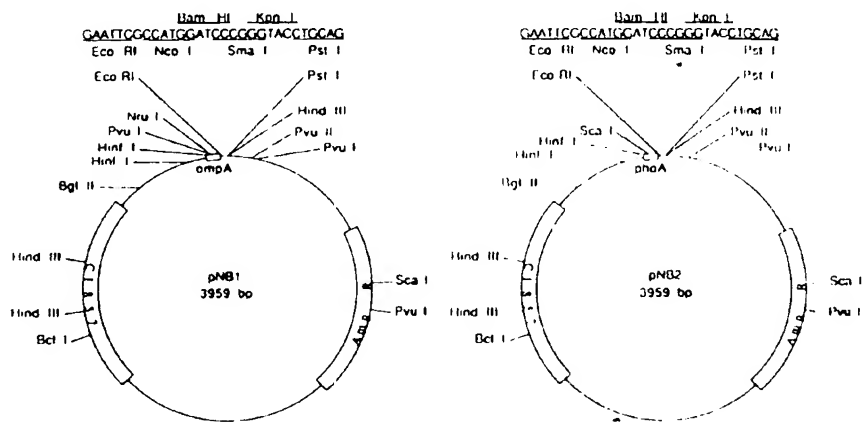 Bam HI Kpn I
GAATTCGCCATGGATCCCCGGGTACCTGCAG
Eco RI Nco I Sma I Pst I
Eco RI
Pst I
Nru I
Hind III
Pvu I
Pvu II
Hinf I
Pvu I
Hinf I
ompA
Bgl II
Hind III
pNB1
3959 bp
Sca I
R
Hind III
Pvu I
Amp
Bcl I
Bam HI Kpn I
GAATTCGCCATGGATCCCCGGGTACCTGCAG
Eco RI Nco I Sma I Pst I
Eco RI
Pst I
Hind III
Sca I
Pvu II
Hinf I
Pvu I
Hinf I
phoA
Bgl II
Hind III
pNB2
3959 bp
Sca I
R
Hind III
Pvu I
Amp
Bcl I